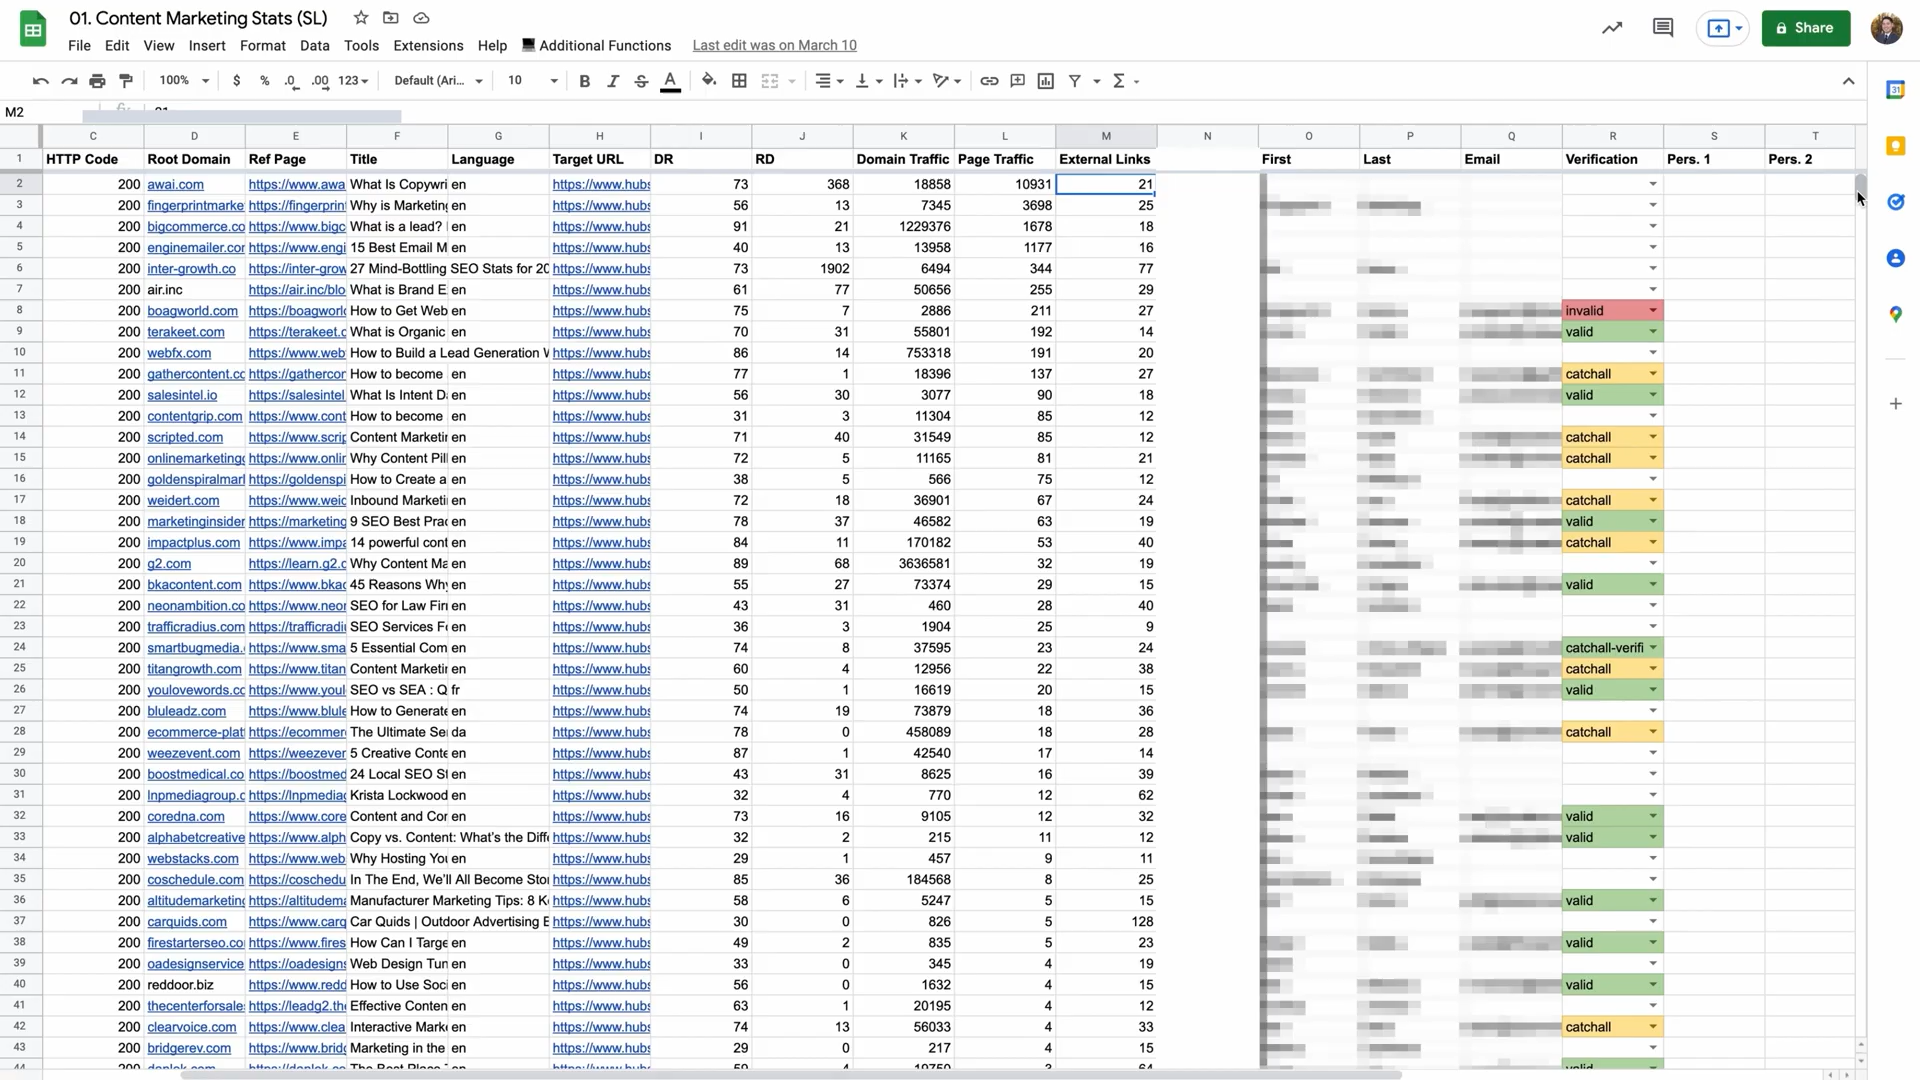 01. Content Marketing Stats (SL)
File Edit View Insert Format Data Tools Extensions Help Additional Functions Last edit was on March 10
Share
100% $ % .0 .00 123 Default (Ari... 10
31
M2
C D E F G H I J K L M N O P Q R S T
1 HTTP Code Root Domain Ref Page Title Language Target URL DR RD Domain Traffic Page Traffic External Links First Last Email Verification Pers. 1 Pers. 2
2 200 awai.com https://www.awa What Is Copywri en https://www.hubs 73 368 18858 10931 21
3 200 fingerprintmarke https://fingerprin Why is Marketing en https://www.hubs 56 13 7345 3698 25
4 200 bigcommerce.co https://www.bigc What is a lead? en https://www.hubs 91 21 1229376 1678 18
5 200 enginemailer.cor https://www.engi 15 Best Email M en https://www.hubs 40 13 13958 1177 16
6 200 inter-growth.co https://inter-grow 27 Mind-Bottling SEO Stats for 20 https://www.hubs 73 1902 6494 344 77
7 200 air.inc https://air.inc/blo What is Brand E en https://www.hubs 61 77 50656 255 29
8 200 boagworld.com https://boagworlc How to Get Web en https://www.hubs 75 7 2886 211 27 invalid
9 200 terakeet.com https://terakeet.c What is Organic en https://www.hubs 70 31 55801 192 14 valid
10 200 webfx.com https://www.web How to Build a Lead Generation W https://www.hubs 86 14 753318 191 20
11 200 gathercontent.cc https://gathercor How to become en https://www.hubs 77 1 18396 137 27 catchall
12 200 salesintel.io https://salesintel What Is Intent D en https://www.hubs 56 30 3077 90 18 valid
13 200 contentgrip.com https://www.cont How to become en https://www.hubs 31 3 11304 85 12
14 200 scripted.com https://www.scrip Content Marketin en https://www.hubs 71 40 31549 85 12 catchall
15 200 onlinemarketing https://www.onlir Why Content Pill en https://www.hubs 72 5 11165 81 21 catchall
16 200 goldenspiralmar https://goldenspi How to Create a en https://www.hubs 38 5 566 75 12
17 200 weidert.com https://www.weic Inbound Marketi en https://www.hubs 72 18 36901 67 24 catchall
18 200 marketinginsider https://marketing 9 SEO Best Prac en https://www.hubs 78 37 46582 63 19 valid
19 200 impactplus.com https://www.impa 14 powerful cont en https://www.hubs 84 11 170182 53 40 catchall
20 200 g2.com https://learn.g2.c Why Content Ma en https://www.hubs 89 68 3636581 32 19
21 200 bkacontent.com https://www.bkac 45 Reasons Why en https://www.hubs 55 27 73374 29 15 valid
22 200 neonambition.co https://www.neor SEO for Law Firr en https://www.hubs 43 31 460 28 40
23 200 trafficradius.com https://trafficradi SEO Services Fo en https://www.hubs 36 3 1904 25 9
24 200 smartbugmedia. https://www.sma 5 Essential Com en https://www.hubs 74 8 37595 23 24 catchall-verifi
25 200 titangrowth.com https://www.titan Content Marketin en https://www.hubs 60 4 12956 22 38 catchall
26 200 youlovewords.cc https://www.youl SEO vs SEA : Q fr https://www.hubs 50 1 16619 20 15 valid
27 200 bluleadz.com https://www.blule How to Generate en https://www.hubs 74 19 73879 18 36
28 200 ecommerce-plat https://ecommer The Ultimate Se da https://www.hubs 78 0 458089 18 28 catchall
29 200 weezevent.com https://weezever 5 Creative Conte en https://www.hubs 87 1 42540 17 14
30 200 boostmedical.co https://boostmed 24 Local SEO St en https://www.hubs 43 31 8625 16 39
31 200 lnpmediagroup.c https://lnpmediag Krista Lockwood en https://www.hubs 32 4 770 12 62
32 200 coredna.com https://www.core Content and Cor en https://www.hubs 73 16 9105 12 32 valid
33 200 alphabetcreative https://www.alph Copy vs. Content: What's the Diffe https://www.hubs 32 2 215 11 12 valid
34 200 webstacks.com https://www.web Why Hosting You en https://www.hubs 29 1 457 9 11
35 200 coschedule.com https://coschedu In The End, We'll All Become Stor https://www.hubs 85 36 184568 8 25
36 200 altitudemarketing https://altitudema Manufacturer Marketing Tips: 8 Ke https://www.hubs 58 6 5247 5 15 valid
37 200 carquids.com https://www.carq Car Quids | Outdoor Advertising E https://www.hubs 30 0 826 5 128
38 200 firestarterseo.co https://www.fires How Can I Targe en https://www.hubs 49 2 835 5 23 valid
39 200 oadesignservice https://oadesigns Web Design Tun en https://www.hubs 33 0 345 4 19
40 200 reddoor.biz https://www.redd How to Use Soci en https://www.hubs 56 0 1632 4 15 valid
41 200 thecenterforsale https://leadg2.th Effective Conten en https://www.hubs 63 1 20195 4 12
42 200 clearvoice.com https://www.clea Interactive Mark en https://www.hubs 74 13 56033 4 33 catchall
43 200 bridgerev.com https://www.bridg Marketing in the en https://www.hubs 29 0 217 4 15